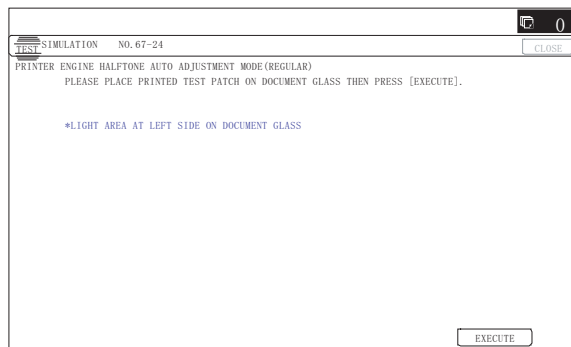 0
TEST SIMULATION NO.67-24
CLOSE
PRINTER ENGINE HALFTONE AUTO ADJUSTMENT MODE(REGULAR)
PLEASE PLACE PRINTED TEST PATCH ON DOCUMENT GLASS THEN PRESS [EXECUTE].
*LIGHT AREA AT LEFT SIDE ON DOCUMENT GLASS
EXECUTE